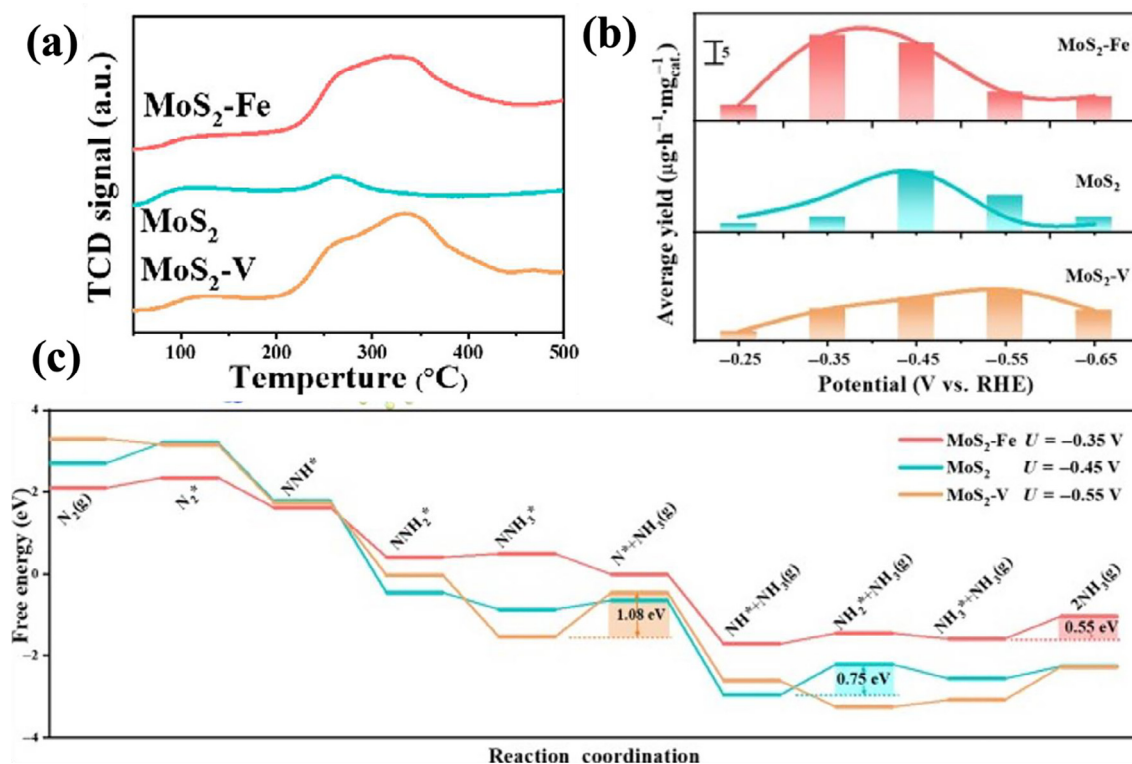 (a)
TCD signal (a.u.)
MoS2-Fe
MoS2
MoS2-V
100 200 300 400 500
Temperture (°C)
(b)
Average yield (μg·h−1·mg−1cat.)
5
MoS2-Fe
MoS2
MoS2-V
−0.25 −0.35 −0.45 −0.55 −0.65
Potential (V vs. RHE)
(c)
Free energy (eV)
4
2
0
−2
−4
MoS2-Fe U = −0.35 V
MoS2 U = −0.45 V
MoS2-V U = −0.55 V
N2(g)
N2*
NNH*
NNH2*
NNH3*
N*+NH3(g)
NH*+NH3(g)
NH2*+NH3(g)
NH3*+NH3(g)
2NH3(g)
1.08 eV
0.75 eV
0.55 eV
Reaction coordination